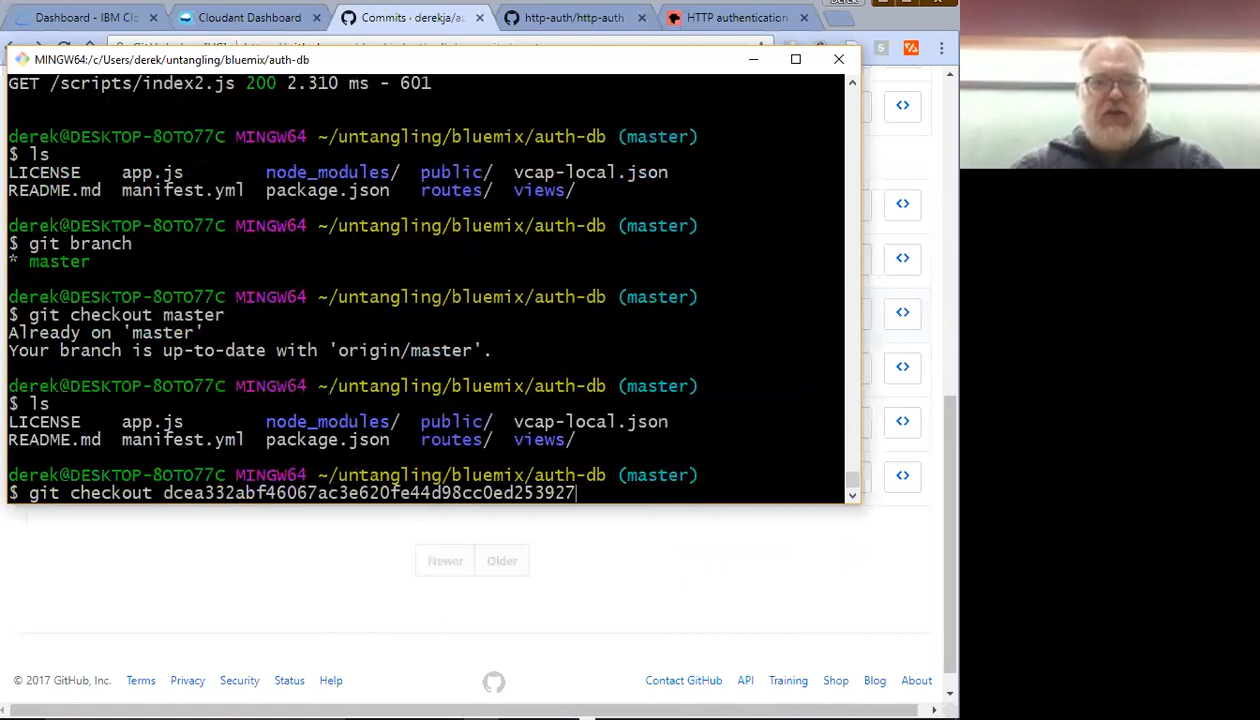 Dashboard - IBM Clo
Cloudant Dashboard
Commits · derekja/au
http-auth/http-auth
HTTP authentication
MINGW64:/c/Users/derek/untangling/bluemix/auth-db
GET /scripts/index2.js 200 2.310 ms - 601
derek@DESKTOP-8OTO77C MINGW64 ~/untangling/bluemix/auth-db (master)
$ ls
LICENSE app.js node_modules/ public/ vcap-local.json
README.md manifest.yml package.json routes/ views/
derek@DESKTOP-8OTO77C MINGW64 ~/untangling/bluemix/auth-db (master)
$ git branch
* master
derek@DESKTOP-8OTO77C MINGW64 ~/untangling/bluemix/auth-db (master)
$ git checkout master
Already on 'master'
Your branch is up-to-date with 'origin/master'.
derek@DESKTOP-8OTO77C MINGW64 ~/untangling/bluemix/auth-db (master)
$ ls
LICENSE app.js node_modules/ public/ vcap-local.json
README.md manifest.yml package.json routes/ views/
derek@DESKTOP-8OTO77C MINGW64 ~/untangling/bluemix/auth-db (master)
$ git checkout dcea332abf46067ac3e620fe44d98cc0ed253927
Newer Older
© 2017 GitHub, Inc. Terms Privacy Security Status Help Contact GitHub API Training Shop Blog About